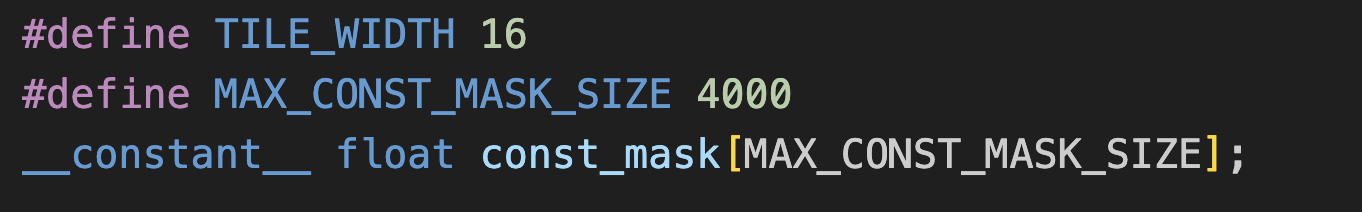 #define TILE_WIDTH 16
#define MAX_CONST_MASK_SIZE 4000
__constant__ float const_mask[MAX_CONST_MASK_SIZE];